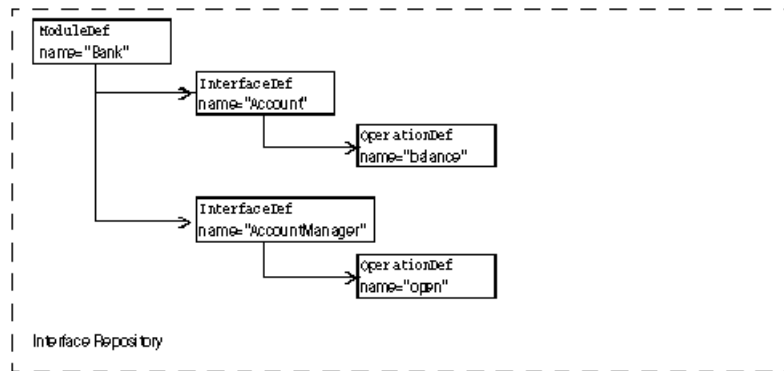 ModuleDef
name="Bank"
InterfaceDef
name="Account"
OperationDef
name="balance"
InterfaceDef
name="AccountManager"
OperationDef
name="open"
Interface Repository